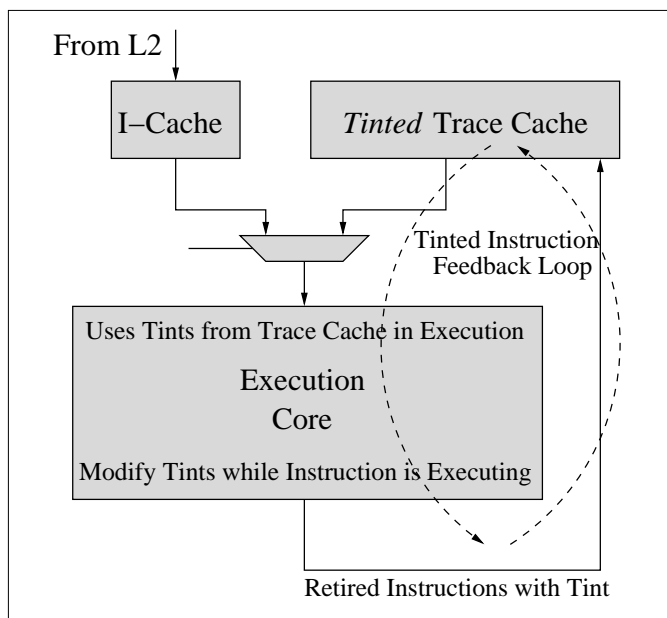 From L2
I–Cache
Tinted Trace Cache
Tinted Instruction
Feedback Loop
Uses Tints from Trace Cache in Execution
Execution
Core
Modify Tints while Instruction is Executing
Retired Instructions with Tint